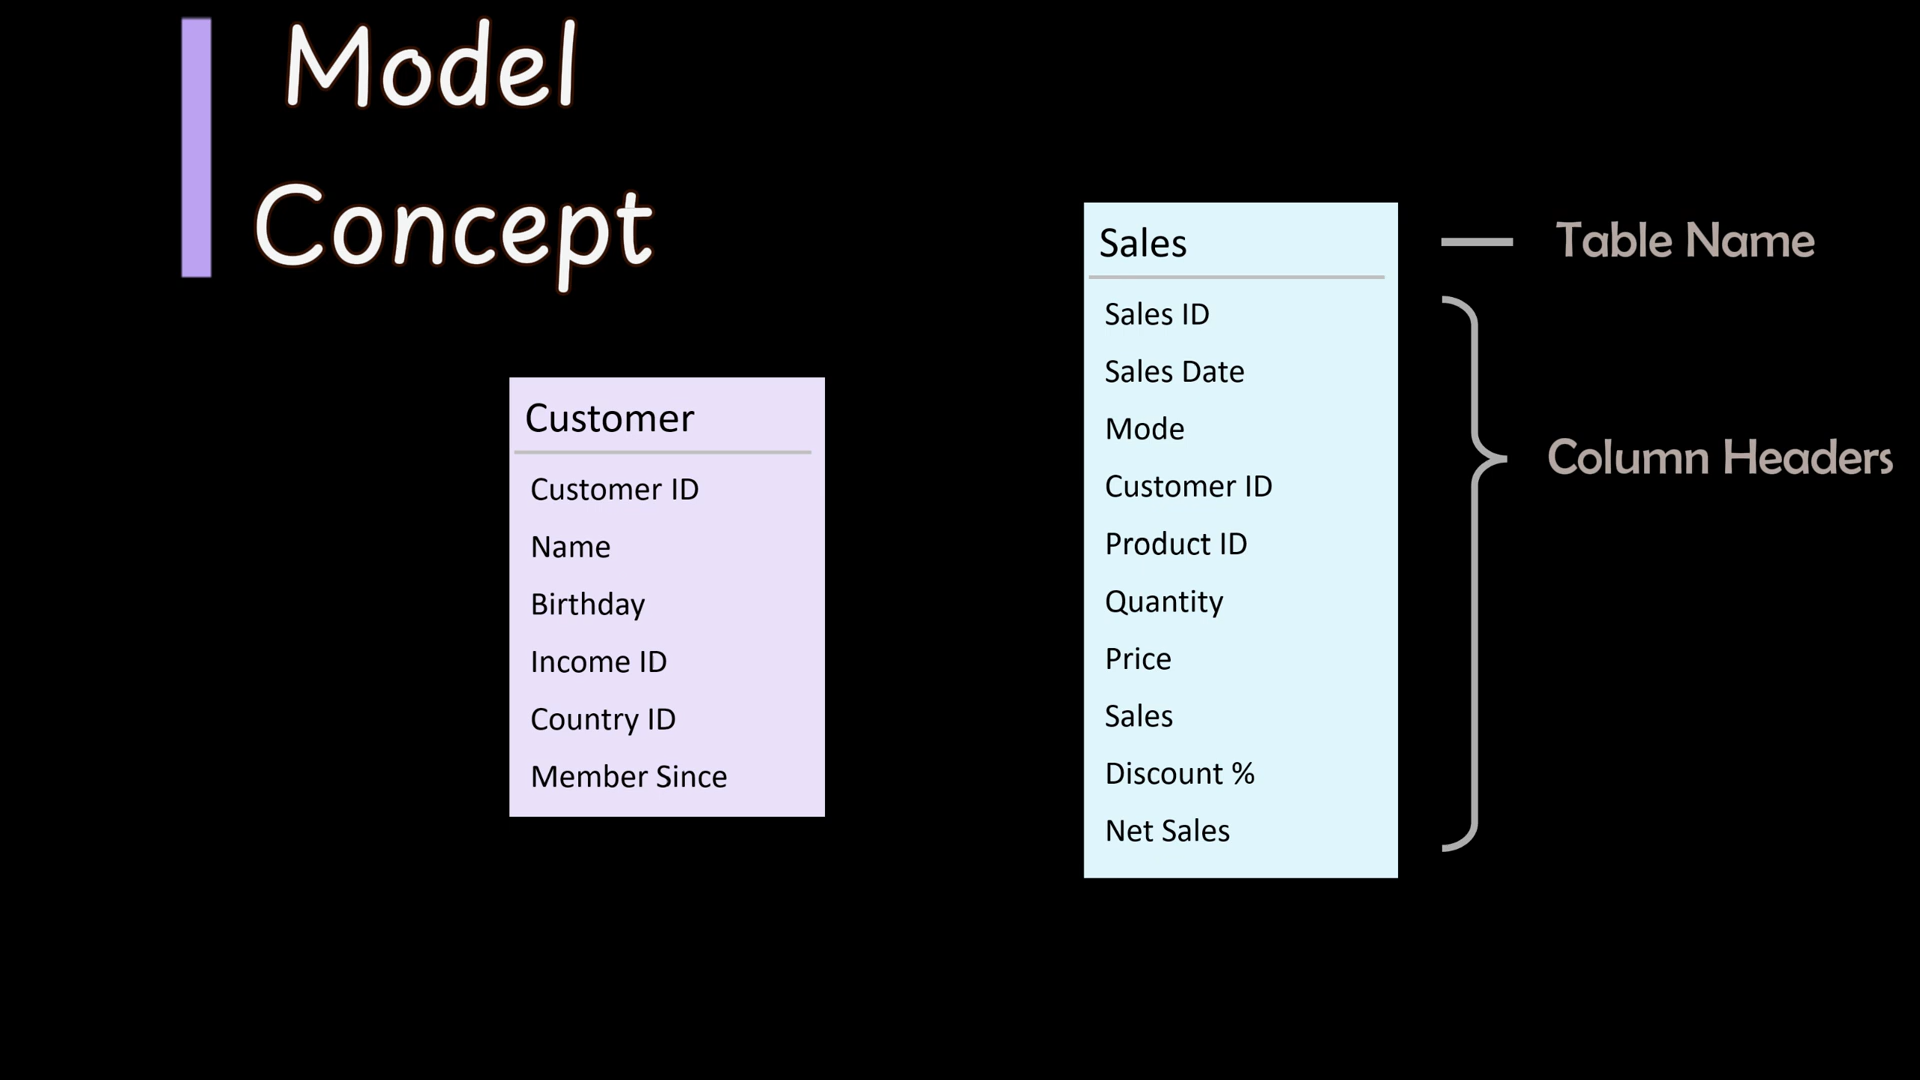 Model
Concept
Customer
Customer ID
Name
Birthday
Income ID
Country ID
Member Since
Sales
Sales ID
Sales Date
Mode
Customer ID
Product ID
Quantity
Price
Sales
Discount %
Net Sales
Table Name
Column Headers